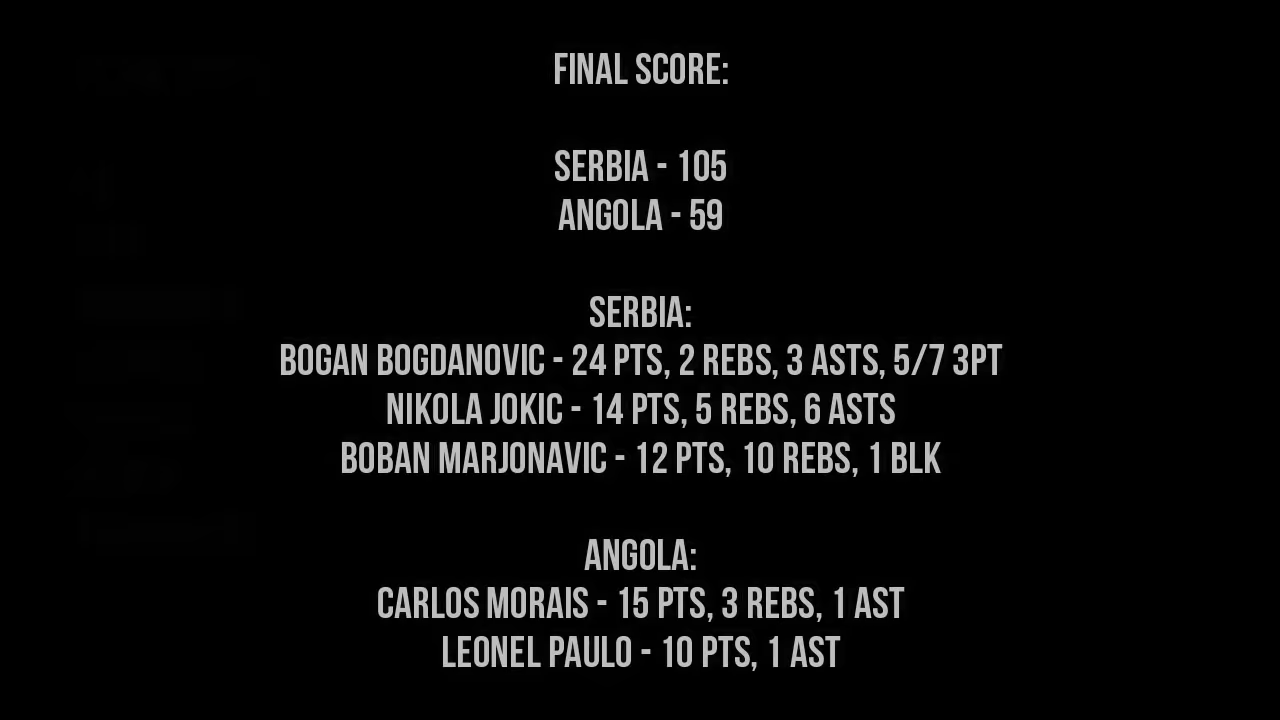 FINAL SCORE:
SERBIA - 105
ANGOLA - 59
SERBIA:
BOGAN BOGDANOVIC - 24 PTS, 2 REBS, 3 ASTS, 5/7 3PT
NIKOLA JOKIC - 14 PTS, 5 REBS, 6 ASTS
BOBAN MARJONAVIC - 12 PTS, 10 REBS, 1 BLK
ANGOLA:
CARLOS MORAIS - 15 PTS, 3 REBS, 1 AST
LEONEL PAULO - 10 PTS, 1 AST